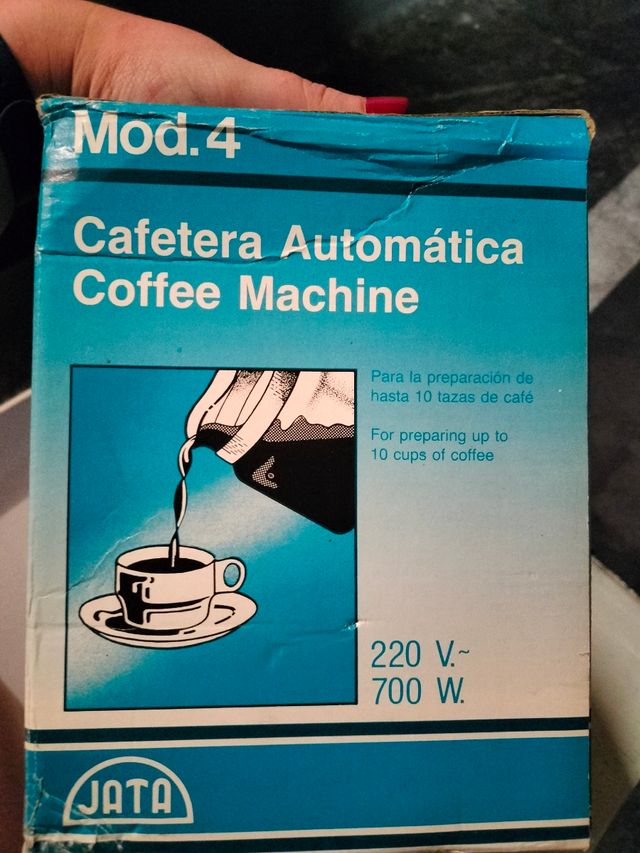 Mod.4
Cafetera Automática
Coffee Machine
Para la preparación de
hasta 10 tazas de café
For preparing up to
10 cups of coffee
220 V.~
700 W.
JATA